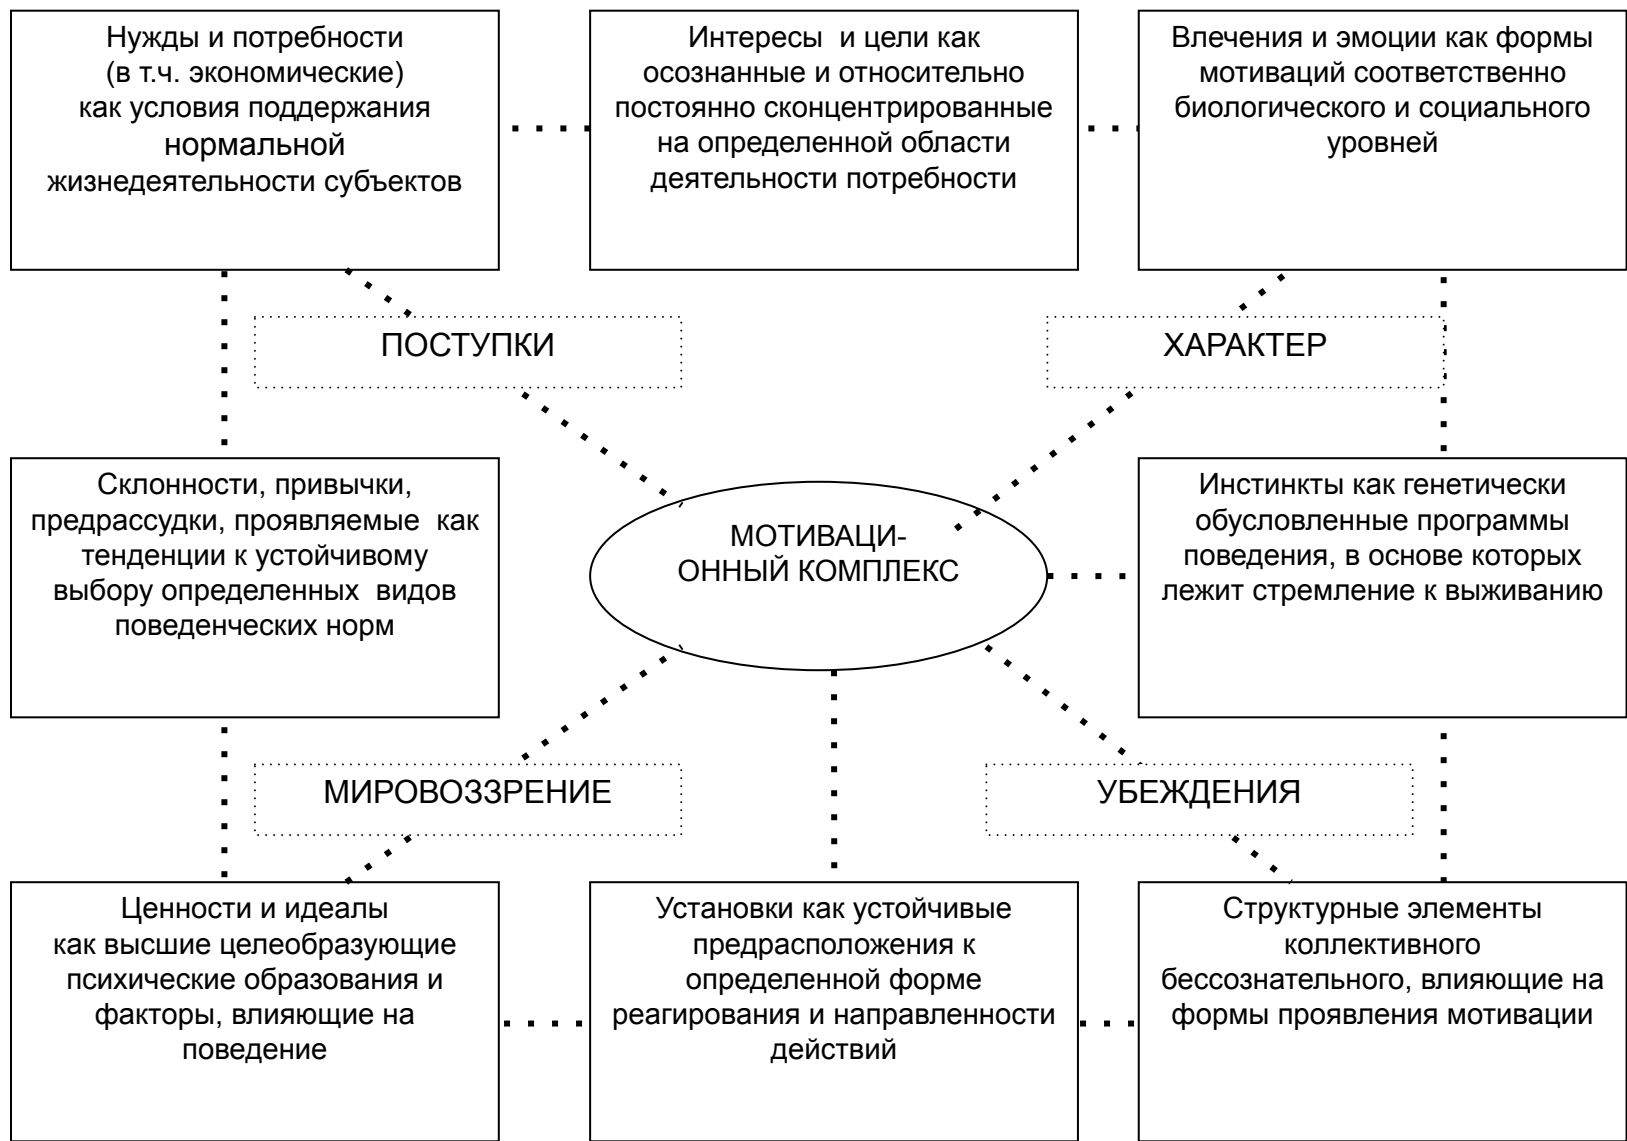 Нужды и потребности
(в т.ч. экономические)
как условия поддержания
нормальной
жизнедеятельности субъектов
Интересы  и цели как
осознанные и относительно
постоянно сконцентрированные
на определенной области
деятельности потребности
Влечения и эмоции как формы
мотиваций соответственно
биологического и социального
уровней
ПОСТУПКИ
ХАРАКТЕР
Склонности, привычки,
предрассудки, проявляемые  как
тенденции к устойчивому
выбору определенных  видов
поведенческих норм
МОТИВАЦИ-
ОННЫЙ КОМПЛЕКС
Инстинкты как генетически
обусловленные программы
поведения, в основе которых
лежит стремление к выживанию
МИРОВОЗЗРЕНИЕ
УБЕЖДЕНИЯ
Ценности и идеалы
как высшие целеобразующие
психические образования и
факторы, влияющие на
поведение
Установки как устойчивые
предрасположения к
определенной форме
реагирования и направленности
действий
Структурные элементы
коллективного
бессознательного, влияющие на
формы проявления мотивации